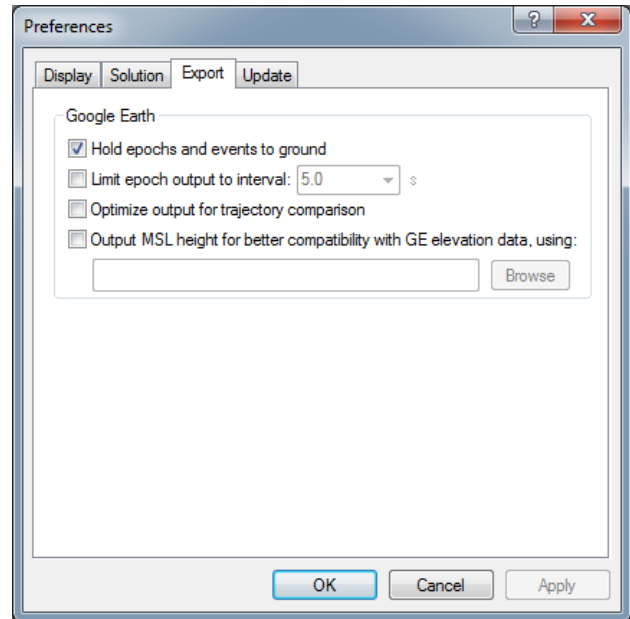 Preferences
? X
Display Solution Export Update
Google Earth
Hold epochs and events to ground
Limit epoch output to interval: 5.0 s
Optimize output for trajectory comparison
Output MSL height for better compatibility with GE elevation data, using:
Browse
OK Cancel Apply